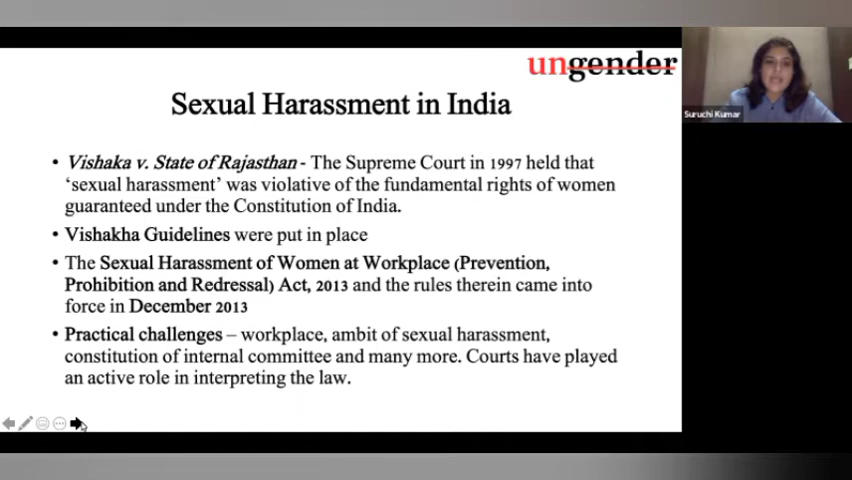 ungender
Sexual Harassment in India
Suruchi Kumar
• Vishaka v. State of Rajasthan - The Supreme Court in 1997 held that
‘sexual harassment’ was violative of the fundamental rights of women
guaranteed under the Constitution of India.
• Vishakha Guidelines were put in place
• The Sexual Harassment of Women at Workplace (Prevention,
Prohibition and Redressal) Act, 2013 and the rules therein came into
force in December 2013
• Practical challenges – workplace, ambit of sexual harassment,
constitution of internal committee and many more. Courts have played
an active role in interpreting the law.